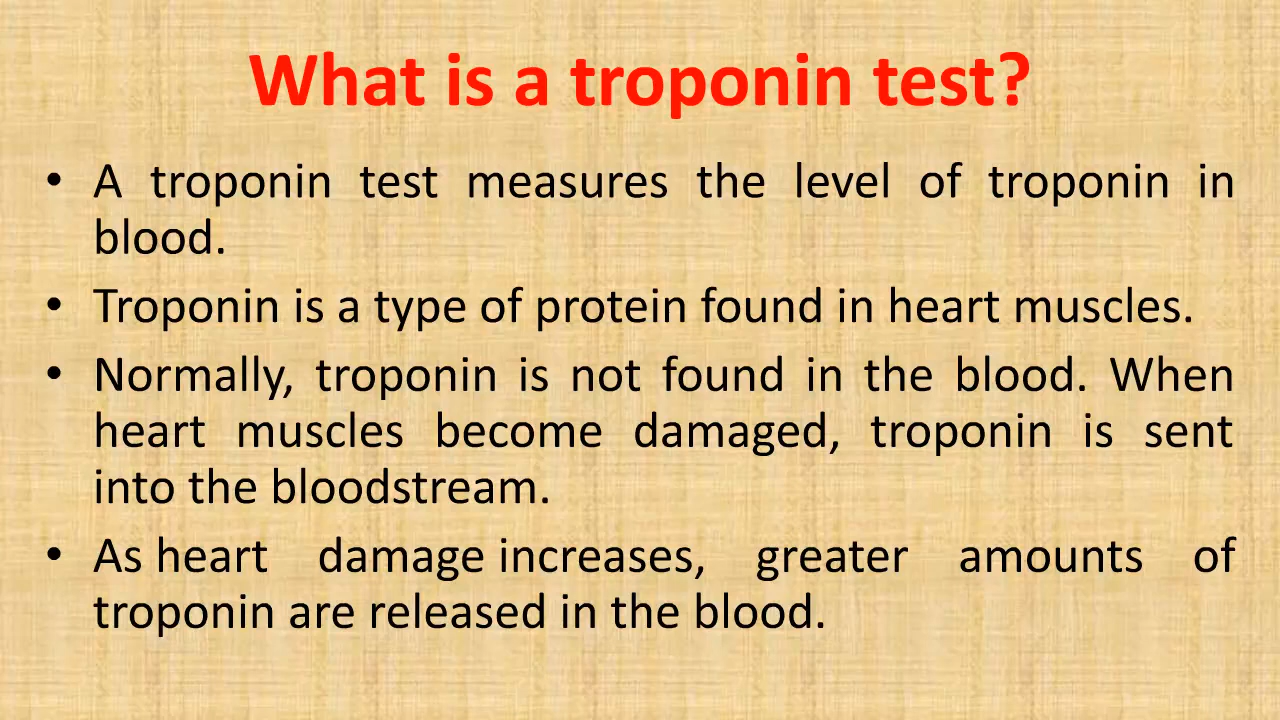 What is a troponin test?
• A troponin test measures the level of troponin in
blood.
• Troponin is a type of protein found in heart muscles.
• Normally, troponin is not found in the blood. When
heart muscles become damaged, troponin is sent
into the bloodstream.
• As heart damage increases, greater amounts of
troponin are released in the blood.